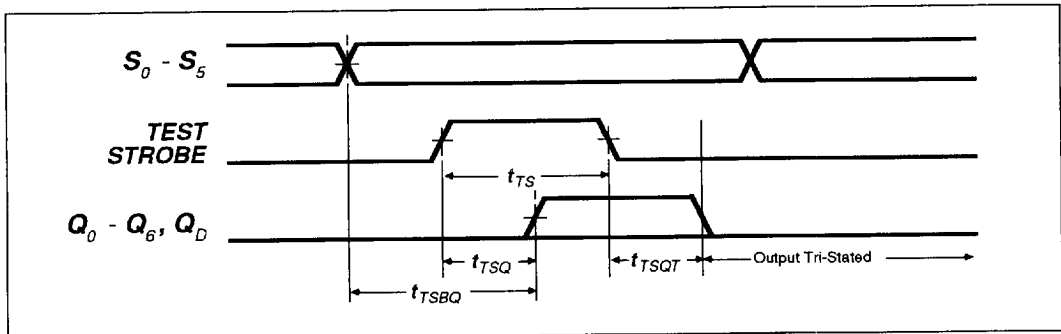 S0 - S5
TEST
STROBE
tTS
Q0 - Q6, QD
tTSQ
tTSQT
Output Tri-Stated
tTSBQ